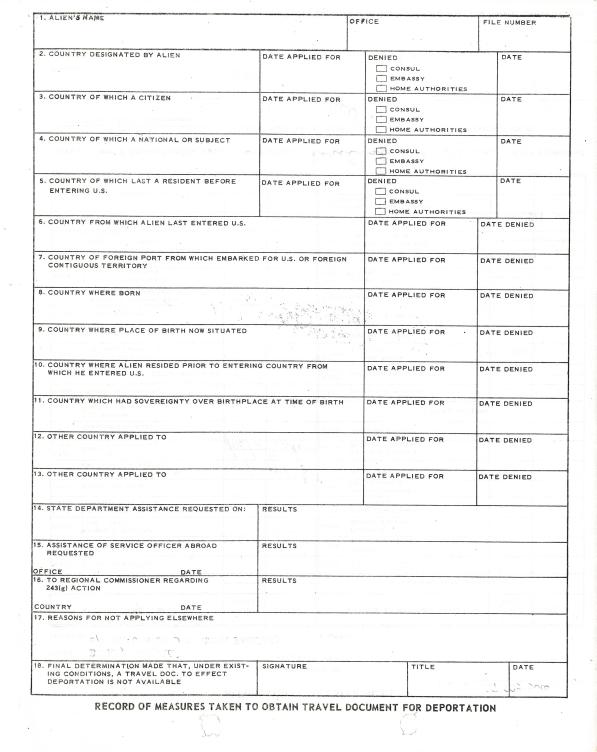 1. ALIEN'S NAME
OFFICE
FILE NUMBER
2. COUNTRY DESIGNATED BY ALIEN
DATE APPLIED FOR
DENIED
DATE
CONSUL
EMBASSY
HOME AUTHORITIES
3. COUNTRY OF WHICH A CITIZEN
DATE APPLIED FOR
DENIED
DATE
CONSUL
EMBASSY
HOME AUTHORITIES
4. COUNTRY OF WHICH A NATIONAL OR SUBJECT
DATE APPLIED FOR
DENIED
DATE
CONSUL
EMBASSY
HOME AUTHORITIES
5. COUNTRY OF WHICH LAST A RESIDENT BEFORE
ENTERING U.S.
DATE APPLIED FOR
DENIED
DATE
CONSUL
EMBASSY
HOME AUTHORITIES
6. COUNTRY FROM WHICH ALIEN LAST ENTERED U.S.
DATE APPLIED FOR
DATE DENIED
7. COUNTRY OF FOREIGN PORT FROM WHICH EMBARKED FOR U.S. OR FOREIGN
CONTIGUOUS TERRITORY
DATE APPLIED FOR
DATE DENIED
8. COUNTRY WHERE BORN
DATE APPLIED FOR
DATE DENIED
9. COUNTRY WHERE PLACE OF BIRTH NOW SITUATED
DATE APPLIED FOR
DATE DENIED
10. COUNTRY WHERE ALIEN RESIDED PRIOR TO ENTERING COUNTRY FROM
WHICH HE ENTERED U.S.
DATE APPLIED FOR
DATE DENIED
11. COUNTRY WHICH HAD SOVEREIGNTY OVER BIRTHPLACE AT TIME OF BIRTH
DATE APPLIED FOR
DATE DENIED
12. OTHER COUNTRY APPLIED TO
DATE APPLIED FOR
DATE DENIED
13. OTHER COUNTRY APPLIED TO
DATE APPLIED FOR
DATE DENIED
14. STATE DEPARTMENT ASSISTANCE REQUESTED ON:
RESULTS
15. ASSISTANCE OF SERVICE OFFICER ABROAD
REQUESTED
RESULTS
OFFICE DATE
16. TO REGIONAL COMMISSIONER REGARDING
243(g) ACTION
RESULTS
COUNTRY DATE
17. REASONS FOR NOT APPLYING ELSEWHERE
18. FINAL DETERMINATION MADE THAT, UNDER EXIST-
ING CONDITIONS, A TRAVEL DOC. TO EFFECT
DEPORTATION IS NOT AVAILABLE
SIGNATURE
TITLE
DATE
RECORD OF MEASURES TAKEN TO OBTAIN TRAVEL DOCUMENT FOR DEPORTATION